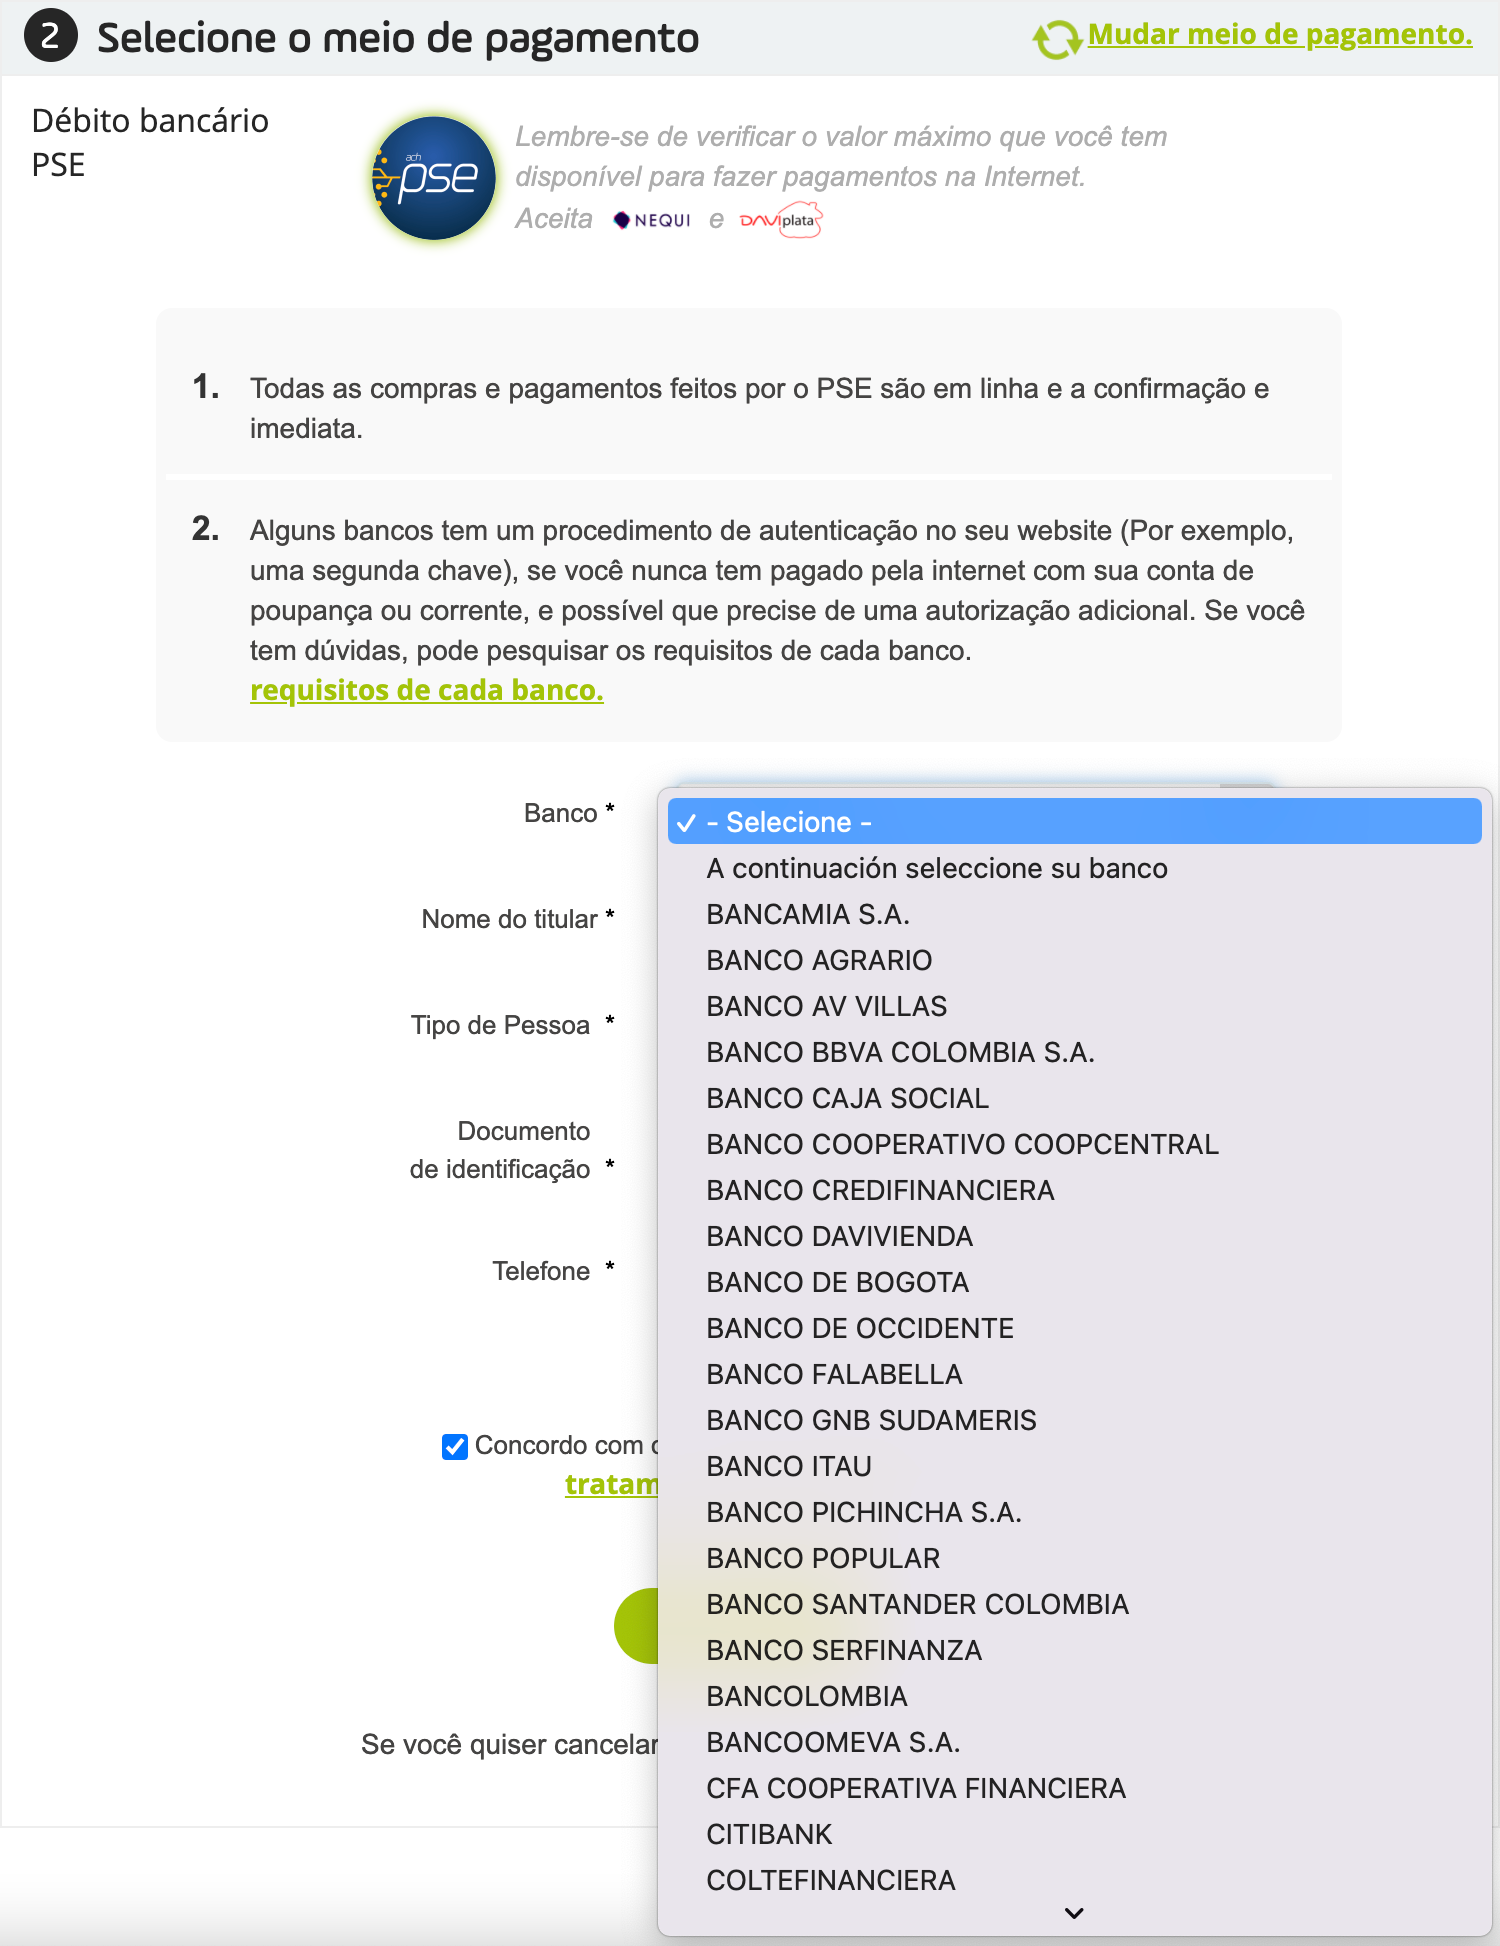 2 Selecione o meio de pagamento
Mudar meio de pagamento.
Débito bancário
PSE
ach
pse
Lembre-se de verificar o valor máximo que você tem
disponível para fazer pagamentos na Internet.
Aceita NEQUI e DAVIplata
1. Todas as compras e pagamentos feitos por o PSE são em linha e a confirmação e
imediata.
2. Alguns bancos tem um procedimento de autenticação no seu website (Por exemplo,
uma segunda chave), se você nunca tem pagado pela internet com sua conta de
poupança ou corrente, e possível que precise de uma autorização adicional. Se você
tem dúvidas, pode pesquisar os requisitos de cada banco.
requisitos de cada banco.
Banco *
Nome do titular *
Tipo de Pessoa *
Documento
de identificação *
Telefone *
Concordo com
tratam
Se você quiser cancelar
✓ - Selecione -
A continuación seleccione su banco
BANCAMIA S.A.
BANCO AGRARIO
BANCO AV VILLAS
BANCO BBVA COLOMBIA S.A.
BANCO CAJA SOCIAL
BANCO COOPERATIVO COOPCENTRAL
BANCO CREDIFINANCIERA
BANCO DAVIVIENDA
BANCO DE BOGOTA
BANCO DE OCCIDENTE
BANCO FALABELLA
BANCO GNB SUDAMERIS
BANCO ITAU
BANCO PICHINCHA S.A.
BANCO POPULAR
BANCO SANTANDER COLOMBIA
BANCO SERFINANZA
BANCOLOMBIA
BANCOOMEVA S.A.
CFA COOPERATIVA FINANCIERA
CITIBANK
COLTEFINANCIERA